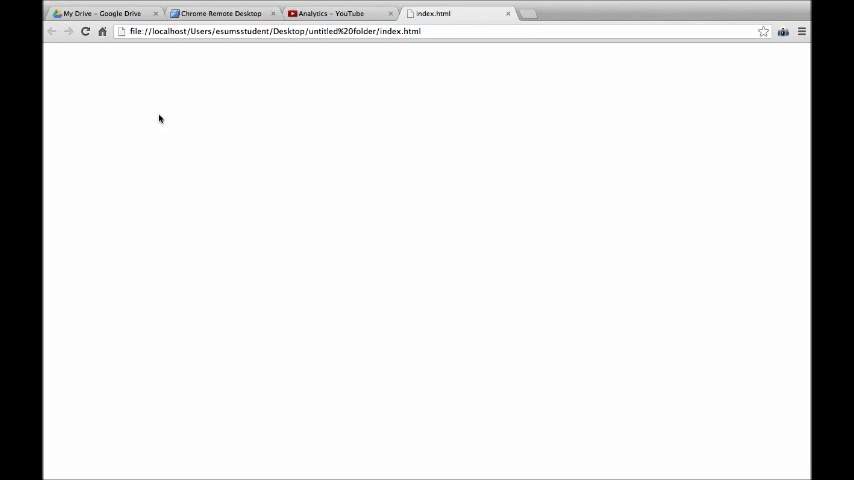 My Drive - Google Drive
Chrome Remote Desktop
Analytics - YouTube
index.html
file://localhost/Users/esumsstudent/Desktop/untitled%20folder/index.html